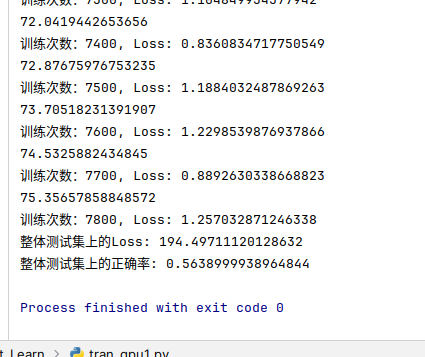 训练次数: 7300, Loss: 1.104849934577942
72.0419442653656
训练次数: 7400, Loss: 0.8360834717750549
72.87675976753235
训练次数: 7500, Loss: 1.1884032487869263
73.70518231391907
训练次数: 7600, Loss: 1.2298539876937866
74.5325882434845
训练次数: 7700, Loss: 0.8892630338668823
75.35657858848572
训练次数: 7800, Loss: 1.257032871246338
整体测试集上的Loss: 194.49711120128632
整体测试集上的正确率: 0.5638999938964844
Process finished with exit code 0
t_Learn > tran_gpu1.py